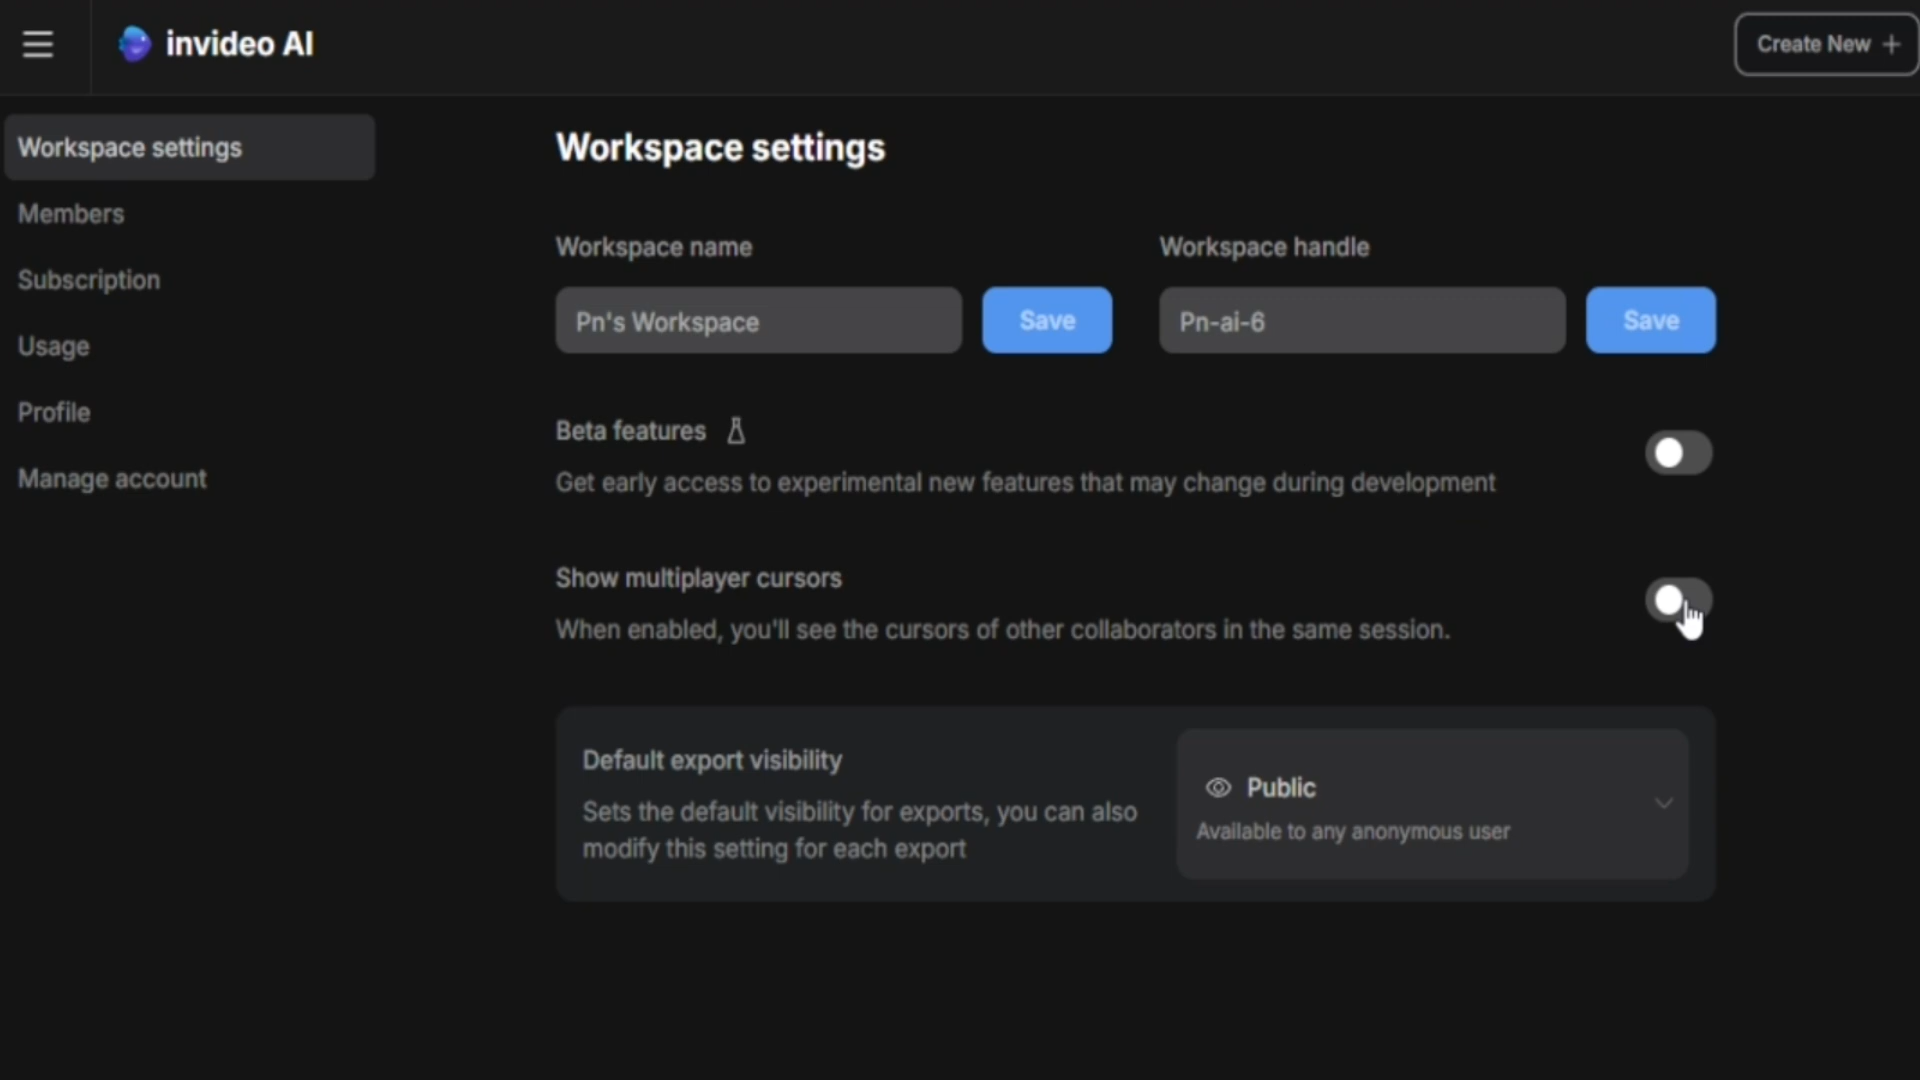 invideo AI
Create New +
Workspace settings
Members
Subscription
Usage
Profile
Manage account
Workspace settings
Workspace name
Workspace handle
Pn's Workspace
Save
Pn-ai-6
Save
Beta features
Get early access to experimental new features that may change during development
Show multiplayer cursors
When enabled, you'll see the cursors of other collaborators in the same session.
Default export visibility
Sets the default visibility for exports, you can also
modify this setting for each export
Public
Available to any anonymous user